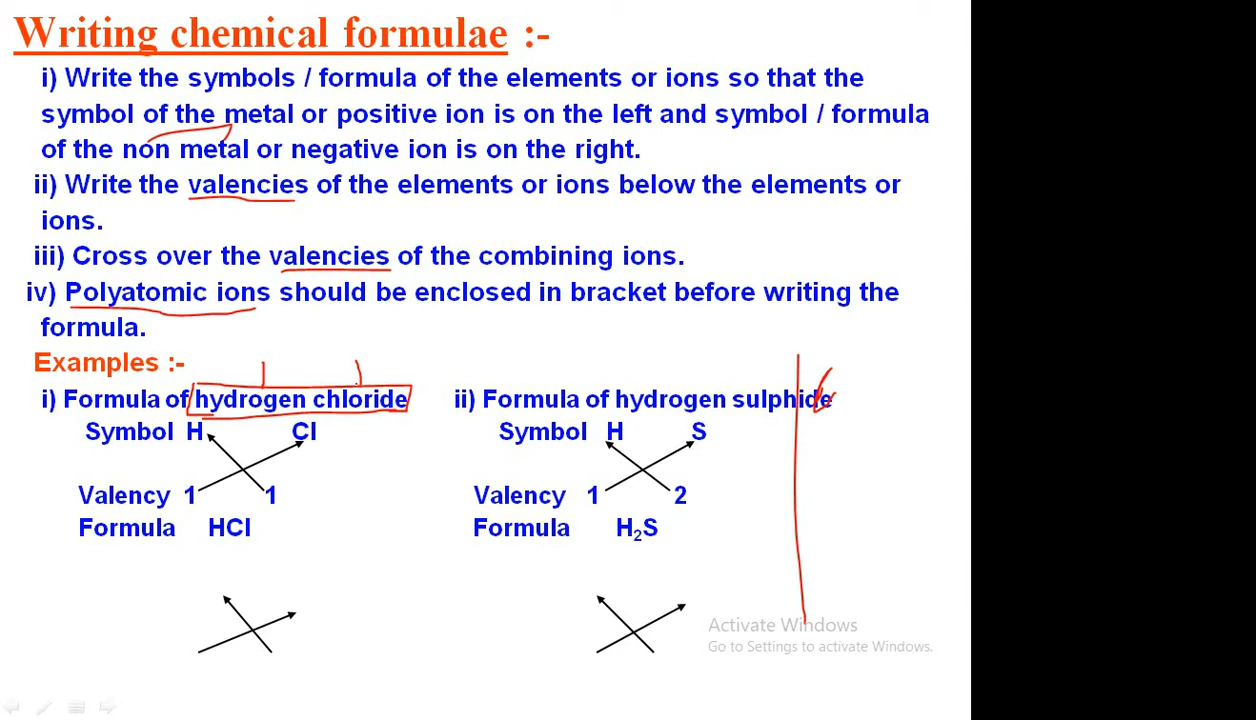 Writing chemical formulae :-
i) Write the symbols / formula of the elements or ions so that the
symbol of the metal or positive ion is on the left and symbol / formula
of the non metal or negative ion is on the right.
ii) Write the valencies of the elements or ions below the elements or
ions.
iii) Cross over the valencies of the combining ions.
iv) Polyatomic ions should be enclosed in bracket before writing the
formula.
Examples :-
i) Formula of hydrogen chloride
Symbol H Cl
Valency 1 1
Formula HCl
ii) Formula of hydrogen sulphide
Symbol H S
Valency 1 2
Formula H₂S
Activate Windows
Go to Settings to activate Windows.